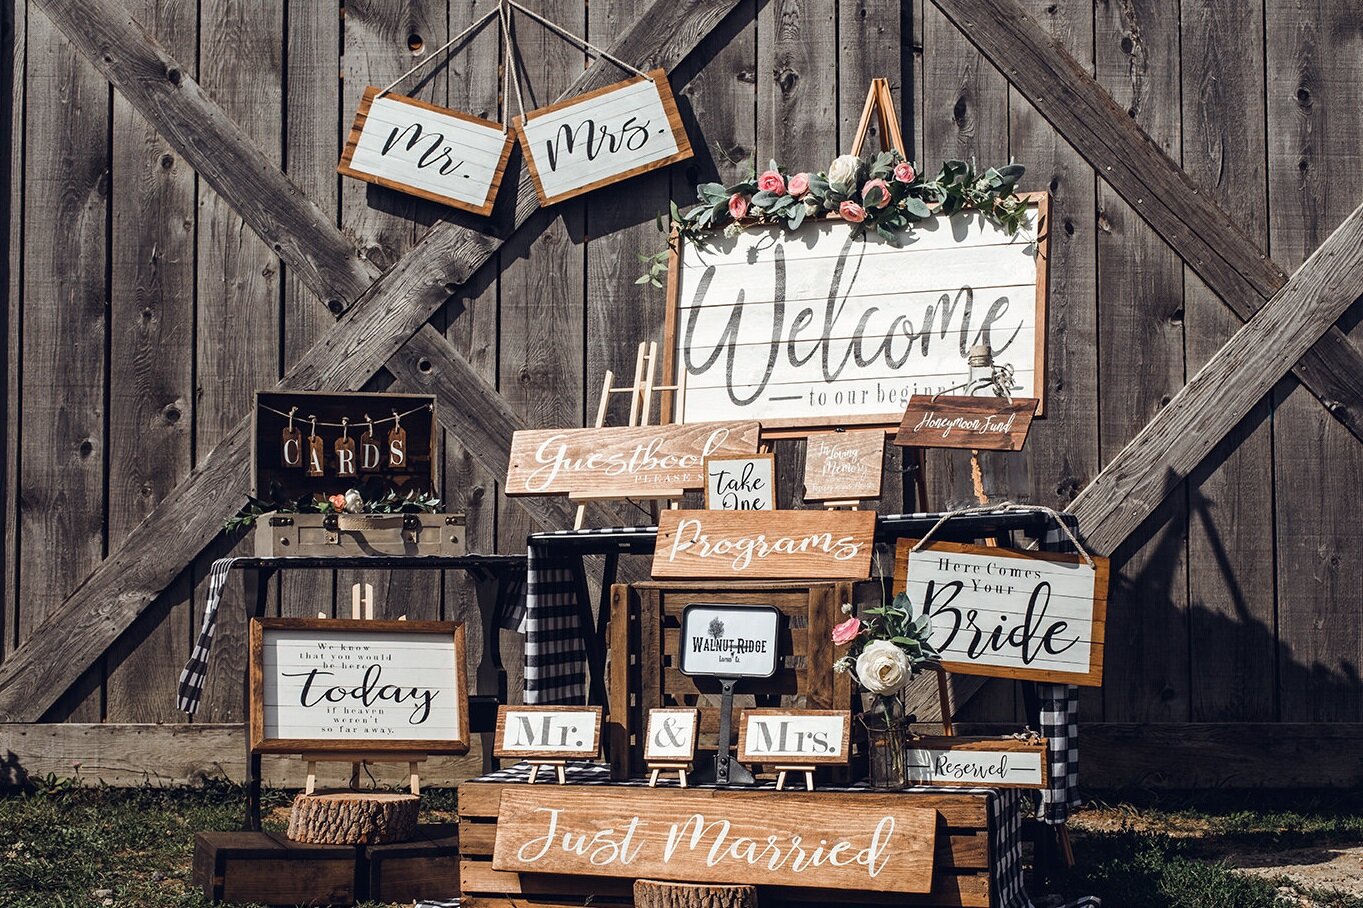 Mr.
Mrs.
Welcome
to our
Honeymoon Fund
CARDS
Guestbook
PLEASE
Take
One
In Loving
Memory
Programs
Here Comes
Your
Bride
WALNUT RIDGE
We know
that you would
be here
today
if heaven
weren't
so far away.
Mr.
&
Mrs.
Reserved
Just Married